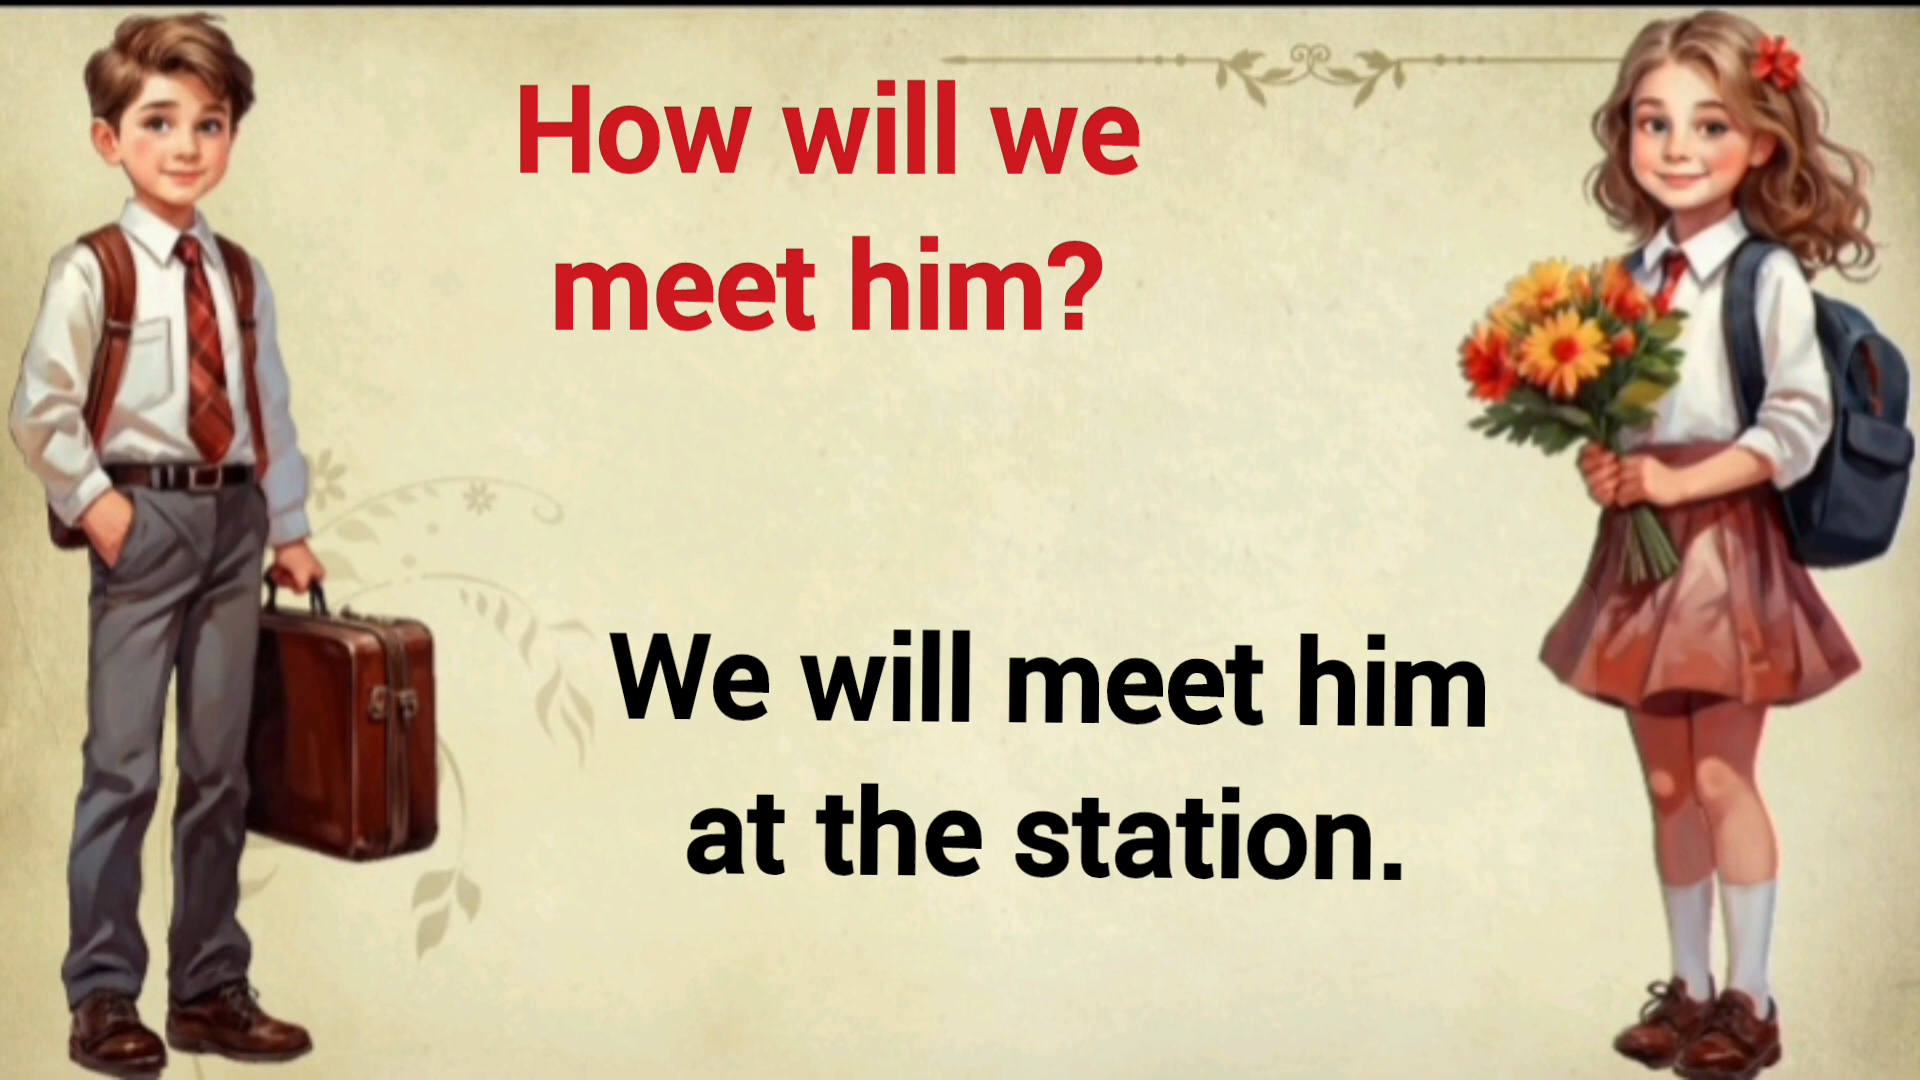 How will we
meet him?
We will meet him
at the station.